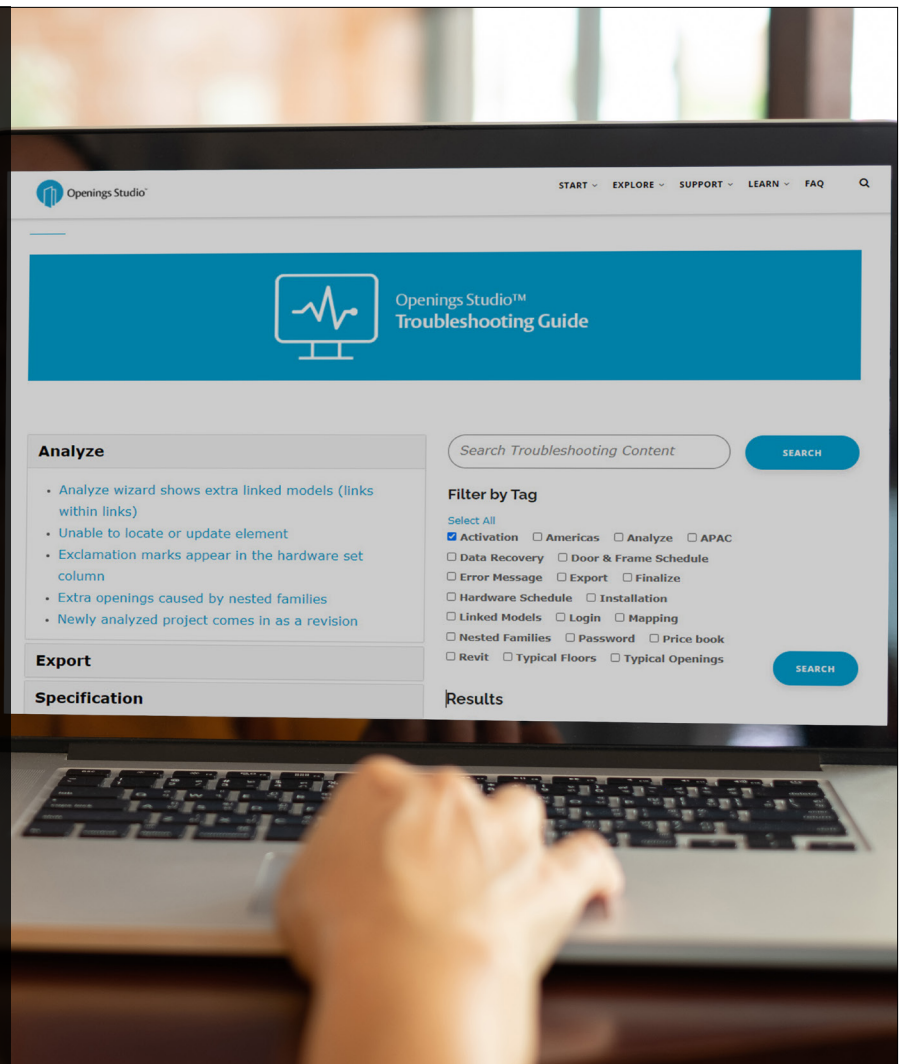 Openings Studio™
START EXPLORE SUPPORT LEARN FAQ
Openings Studio™
Troubleshooting Guide
Analyze
• Analyze wizard shows extra linked models (links
within links)
• Unable to locate or update element
• Exclamation marks appear in the hardware set
column
• Extra openings caused by nested families
• Newly analyzed project comes in as a revision
Export
Specification
Search Troubleshooting Content
SEARCH
Filter by Tag
Select All
Activation Americas Analyze APAC
Data Recovery Door & Frame Schedule
Error Message Export Finalize
Hardware Schedule Installation
Linked Models Login Mapping
Nested Families Password Price book
Revit Typical Floors Typical Openings
SEARCH
Results